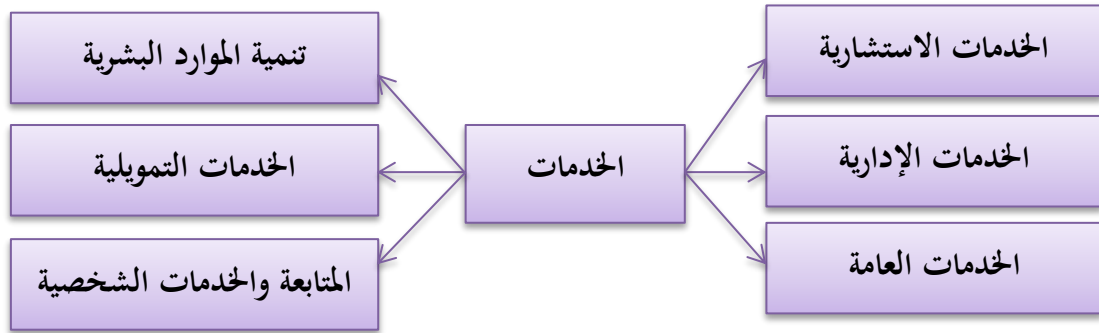 الخدمات الاستشارية
تنمية الموارد البشرية
الخدمات الإدارية
الخدمات
الخدمات التمويلية
الخدمات العامة
المتابعة والخدمات الشخصية